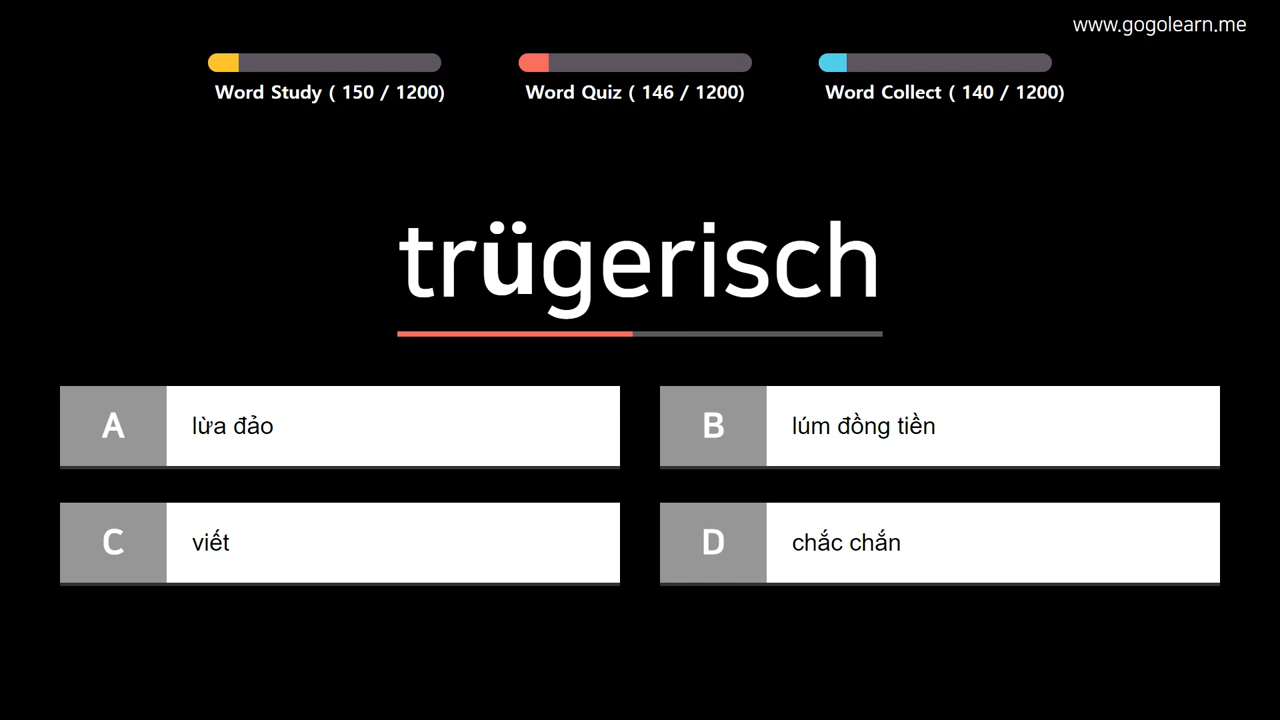 www.gogolearn.me
Word Study ( 150 / 1200)
Word Quiz ( 146 / 1200)
Word Collect ( 140 / 1200)
trügerisch
A lừa đảo
B lúm đồng tiền
C viết
D chắc chắn